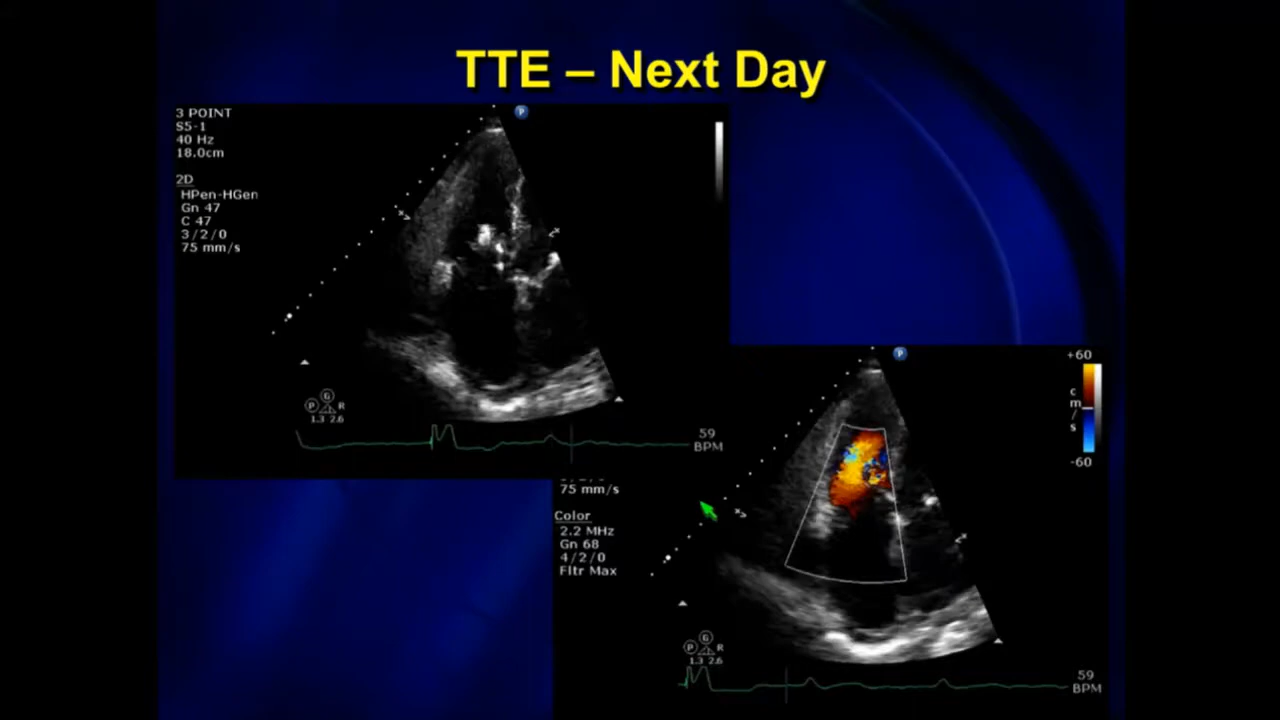 TTE – Next Day
3 POINT
S5-1
40 Hz
18.0cm
2D
HPen-HGen
Gn 47
C 47
3/2/0
75 mm/s
P
G
P R
1.3 2.6
59
BPM
P
+60
c
m
/
s
-60
75 mm/s
Color
2.2 MHz
Gn 68
4/2/0
Fltr Max
G
P R
1.3 2.6
59
BPM